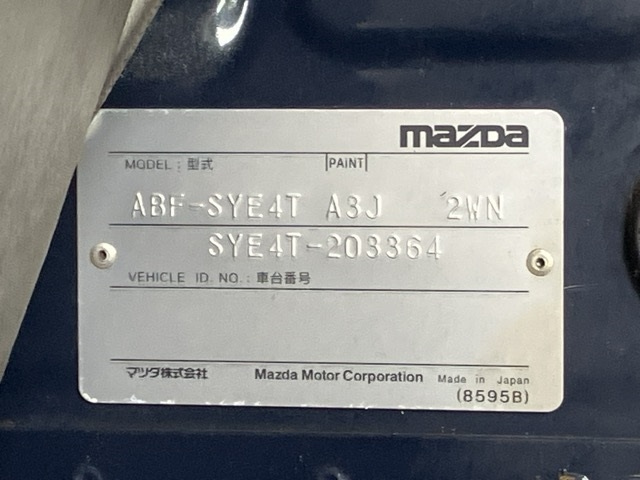 mazda
MODEL : 型式 PAINT
ABF-SYE4T A3J 2WN
SYE4T-203364
VEHICLE ID. NO. : 車台番号
マツダ株式会社 Mazda Motor Corporation Made in Japan
(8595B)